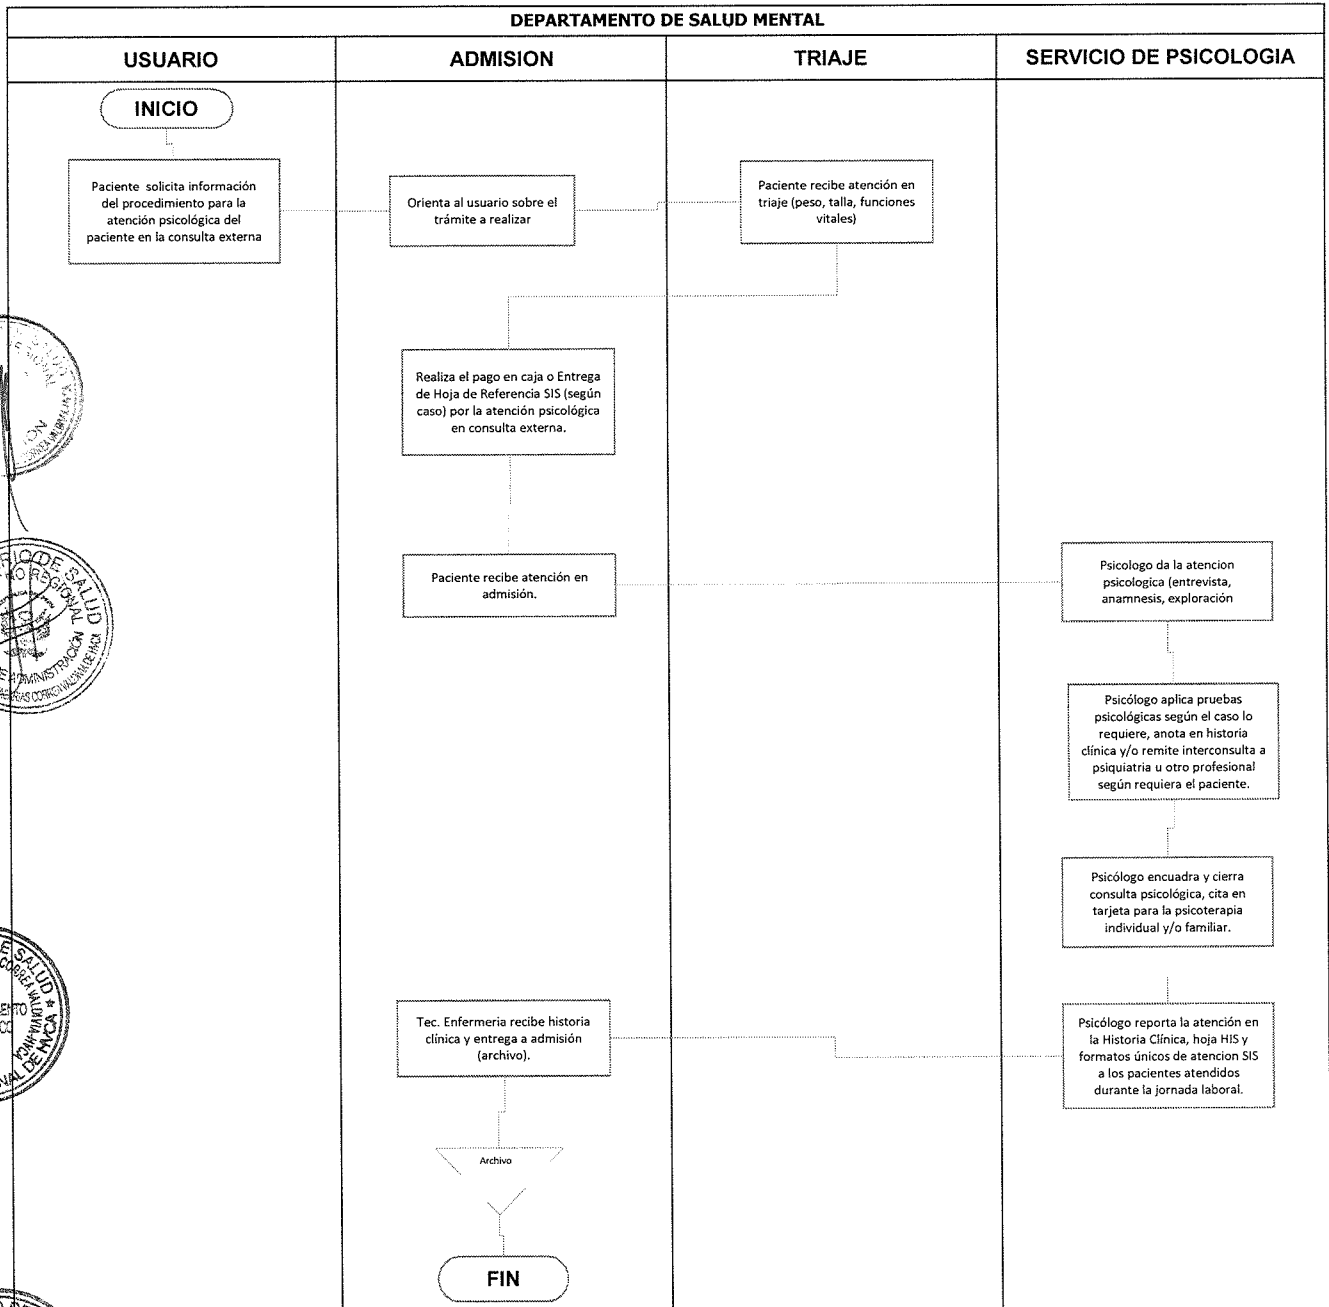 DEPARTAMENTO DE SALUD MENTAL
USUARIO
ADMISION
TRIAJE
SERVICIO DE PSICOLOGIA
INICIO
Paciente solicita información
del procedimiento para la
atención psicológica del
paciente en la consulta externa
Orienta al usuario sobre el
trámite a realizar
Paciente recibe atención en
triaje (peso, talla, funciones
vitales)
Realiza el pago en caja o Entrega
de Hoja de Referencia SIS (según
caso) por la atención psicológica
en consulta externa.
Paciente recibe atención en
admisión.
Psicologo da la atencion
psicologica (entrevista,
anamnesis, exploración
Psicólogo aplica pruebas
psicológicas según el caso lo
requiere, anota en historia
clínica y/o remite interconsulta a
psiquiatria u otro profesional
según requiera el paciente.
Psicólogo encuadra y cierra
consulta psicológica, cita en
tarjeta para la psicoterapia
individual y/o familiar.
Psicólogo reporta la atención en
la Historia Clínica, hoja HIS y
formatos únicos de atencion SIS
a los pacientes atendidos
durante la jornada laboral.
Tec. Enfermeria recibe historia
clínica y entrega a admisión
(archivo).
Archivo
FIN
DE SALUD
REGIONAL
ADMINISTRACIÓN
DE SALUD